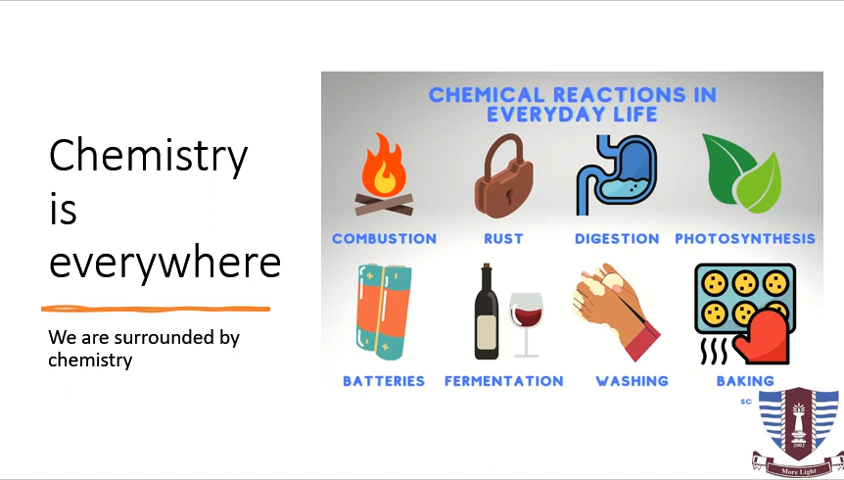 Chemistry
is
everywhere
We are surrounded by
chemistry
CHEMICAL REACTIONS IN
EVERYDAY LIFE
COMBUSTION RUST DIGESTION PHOTOSYNTHESIS
BATTERIES FERMENTATION WASHING BAKING
2002
More Light